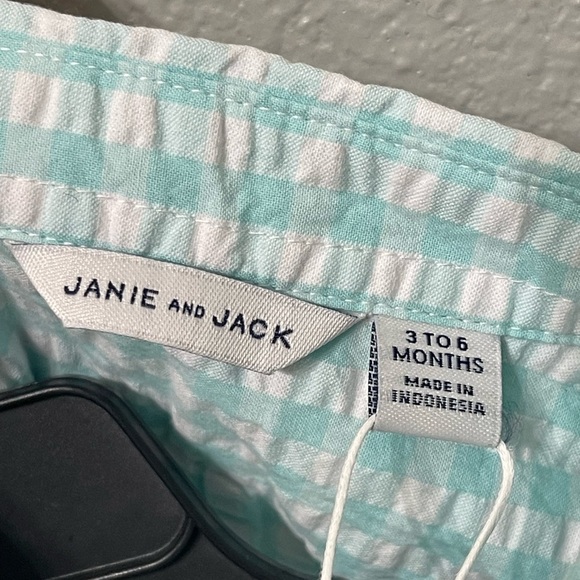 JANIE AND JACK
3 TO 6
MONTHS
MADE IN
INDONESIA